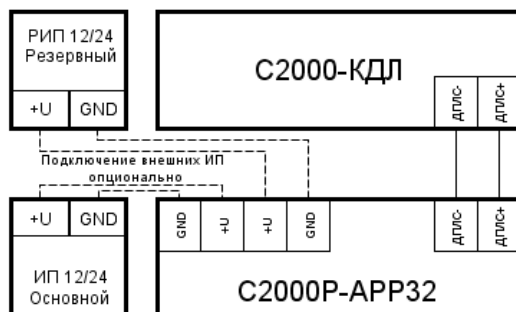 РИП 12/24
Резервный
+U
GND
С2000-КДЛ
ДПЛС-
ДПЛС+
Подключение внешних ИП
опционально
+U
GND
ИП 12/24
Основной
GND
+U
+U
GND
ДПЛС-
ДПЛС+
С2000Р-АРР32